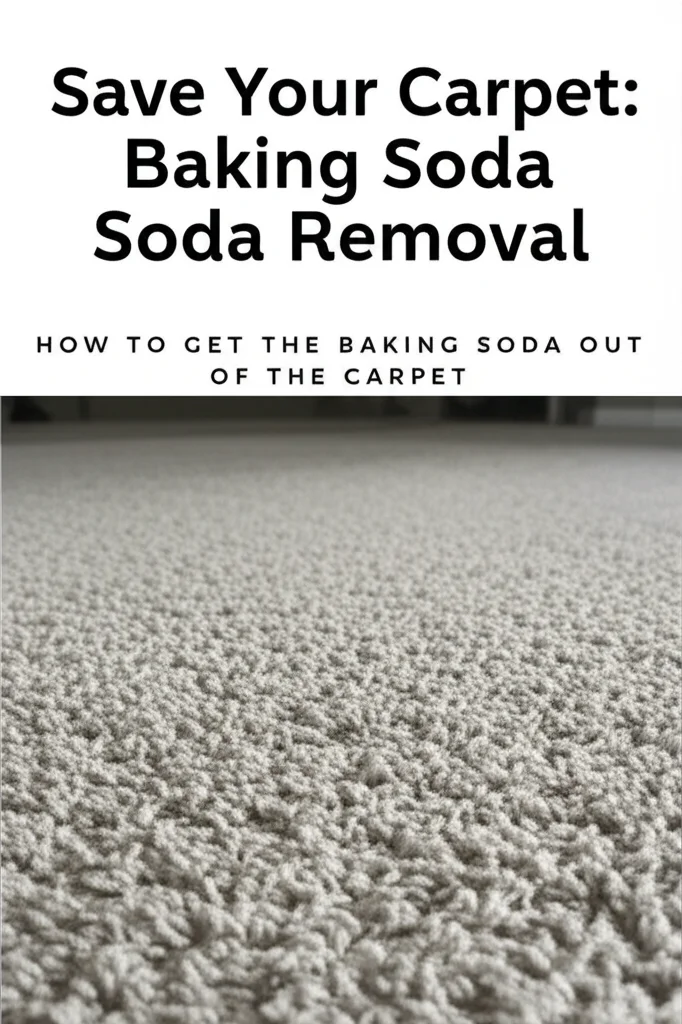 Save Your Carpet:
Baking Soda
Soda Removal
HOW TO GET THE BAKING SODA OUT
OF THE CARPET